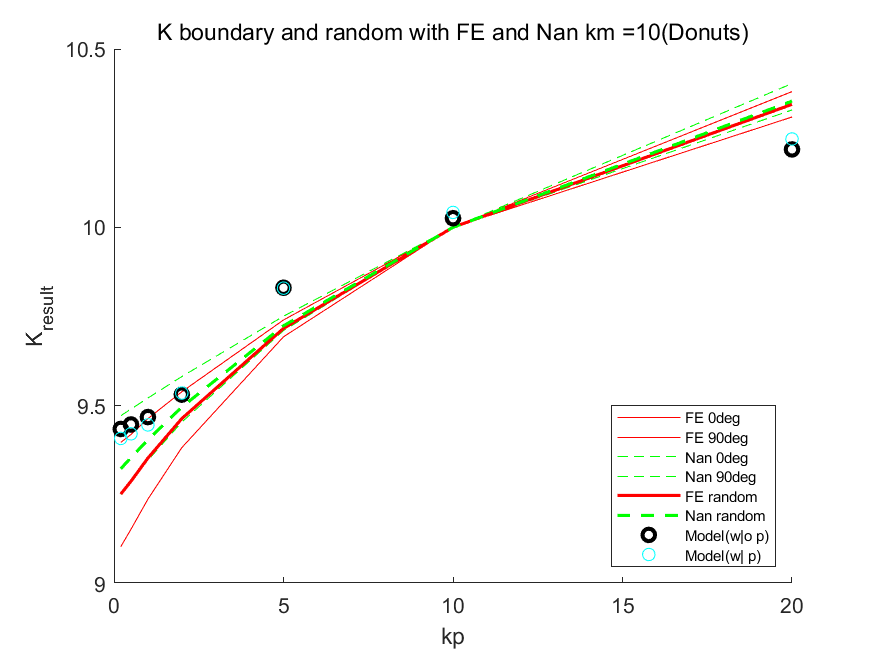 K boundary and random with FE and Nan km =10(Donuts)
10.5
10
9.5
9
K_result
0 5 10 15 20
kp
FE 0deg
FE 90deg
Nan 0deg
Nan 90deg
FE random
Nan random
Model(w|o p)
Model(w| p)